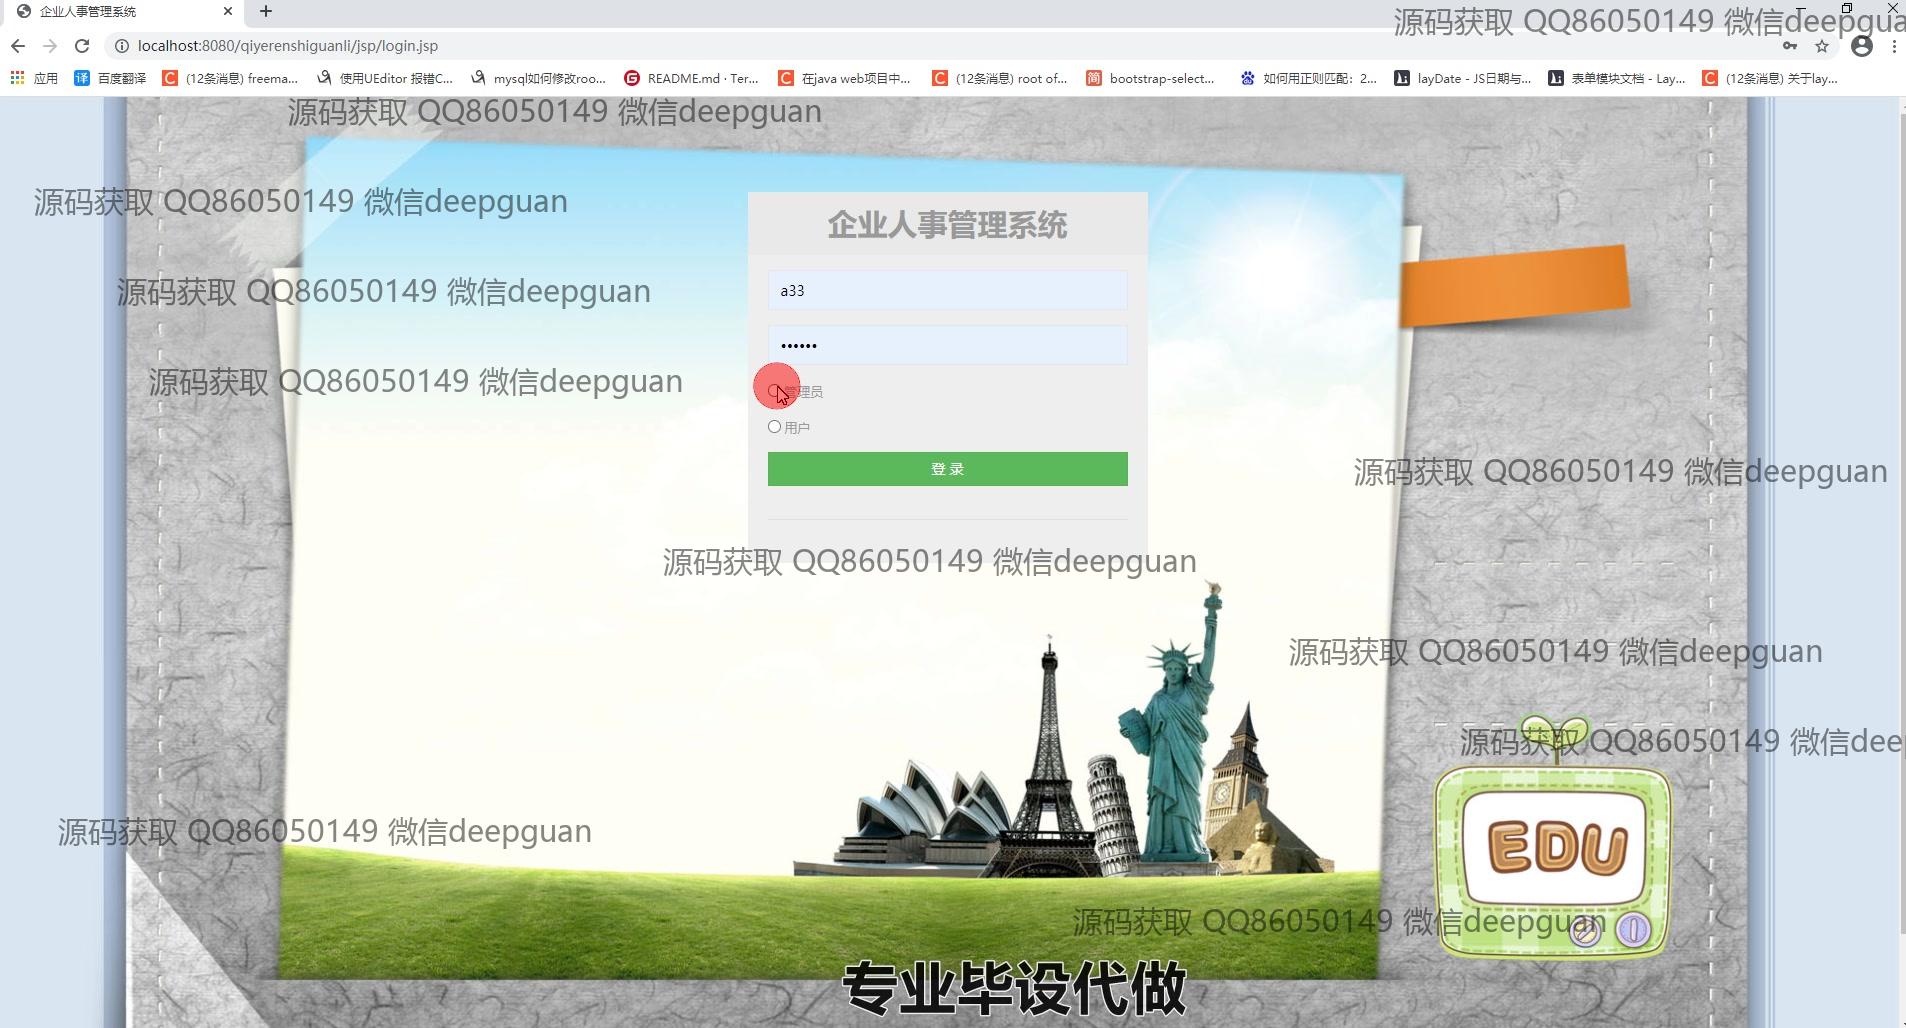 企业人事管理系统
源码获取 QQ86050149 微信deepgua
localhost:8080/qiyerenshiguanli/jsp/login.jsp
应用 百度翻译 (12条消息) freema... 使用UEditor 报错C... mysql如何修改roo... README.md · Ter... 在java web项目中... (12条消息) root of... bootstrap-select... 如何用正则匹配：2... layDate - JS日期与... 表单模块文档 - Lay... (12条消息) 关于lay...
源码获取 QQ86050149 微信deepguan
源码获取 QQ86050149 微信deepguan
企业人事管理系统
源码获取 QQ86050149 微信deepguan
a33
••••••
源码获取 QQ86050149 微信deepguan
管理员
用户
登 录
源码获取 QQ86050149 微信deepguan
源码获取 QQ86050149 微信deepguan
源码获取 QQ86050149 微信deepguan
源码获取 QQ86050149 微信dee
源码获取 QQ86050149 微信deepguan
EDU
源码获取 QQ86050149 微信deepguan
专业毕设代做